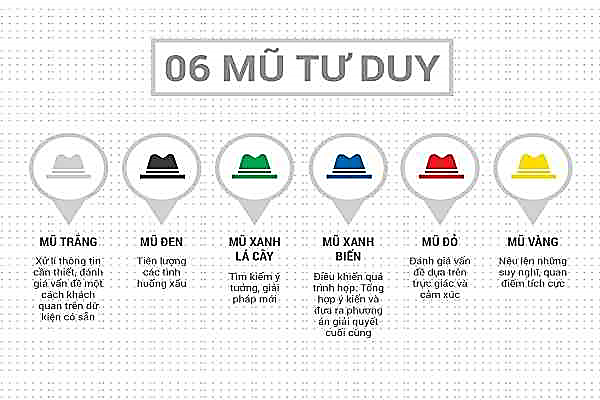 06 MŨ TƯ DUY
MŨ TRẮNG
Xử lí thông tin
cần thiết, đánh
giá vấn đề một
cách khách
quan trên dữ
kiện có sẵn
MŨ ĐEN
Tiên lượng
các tình
huống xấu
MŨ XANH
LÁ CÂY
Tìm kiếm ý
tưởng, giải
pháp mới
MŨ XANH
BIỂN
Điều khiển quá
trình họp: Tổng
hợp ý kiến và
đưa ra phương
án giải quyết
cuối cùng
MŨ ĐỎ
Đánh giá vấn
đề dựa trên
trực giác và
cảm xúc
MŨ VÀNG
Nêu lên những
suy nghĩ, quan
điểm tích cực